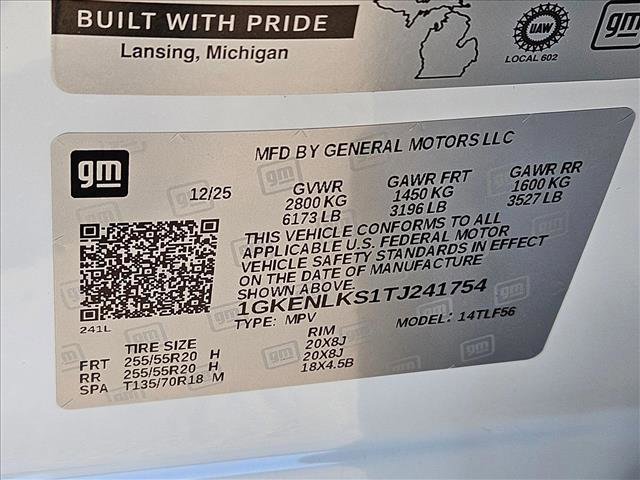 BUILT WITH PRIDE
Lansing, Michigan
UAW
LOCAL 602
gm
gm
MFD BY GENERAL MOTORS LLC
12/25
GVWR GAWR FRT GAWR RR
2800 KG 1450 KG 1600 KG
6173 LB 3196 LB 3527 LB
THIS VEHICLE CONFORMS TO ALL
APPLICABLE U.S. FEDERAL MOTOR
VEHICLE SAFETY STANDARDS IN EFFECT
ON THE DATE OF MANUFACTURE
SHOWN ABOVE.
1GKENLKS1TJ241754
241L
TYPE: MPV MODEL: 14TLF56
TIRE SIZE RIM
FRT 255/55R20 H 20X8J
RR 255/55R20 H 20X8J
SPA T135/70R18 M 18X4.5B